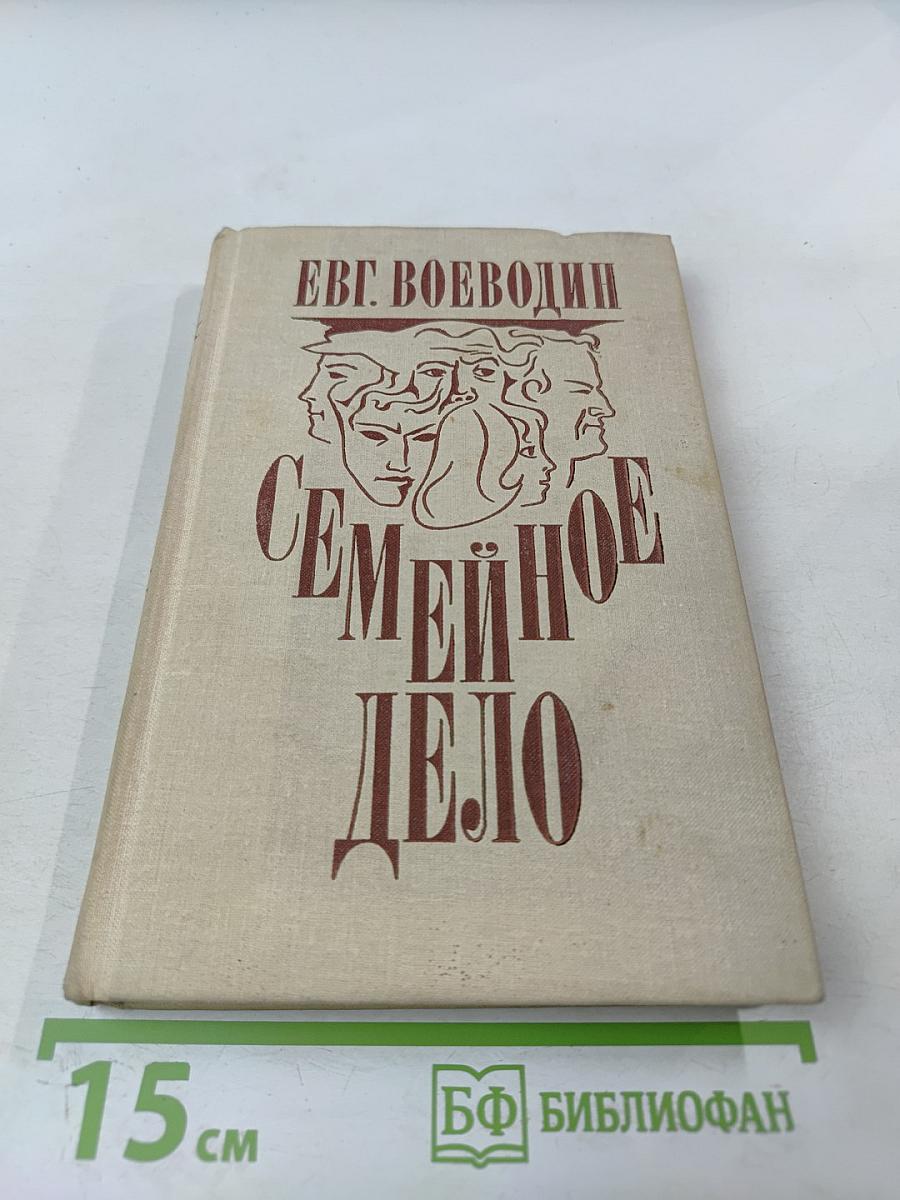 ЕВГ. ВОЕВОДИН
СЕМЕЙНОЕ
ДЕЛО
15 см
БФ БИБЛИОФАН